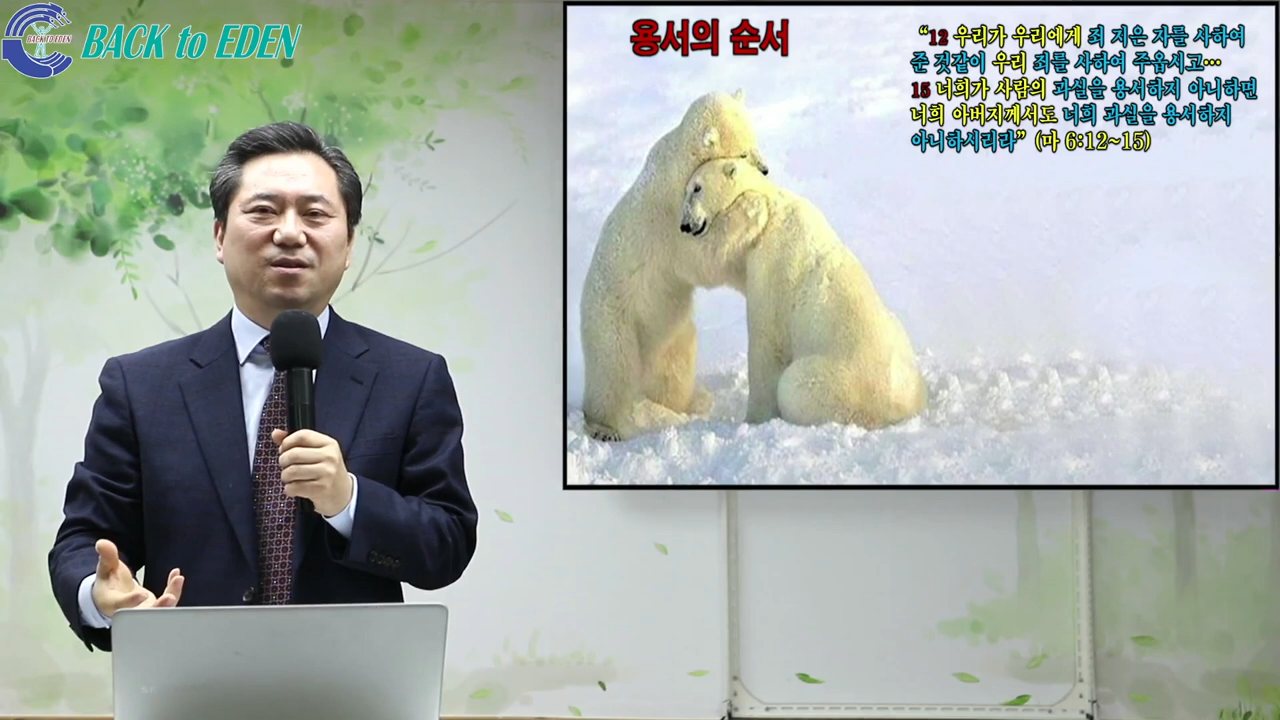 BACK TO EDEN
BACK to EDEN
용서의 순서
“12 우리가 우리에게 죄 지은 자를 사하여
준 것같이 우리 죄를 사하여 주옵시고…
15 너희가 사람의 과실을 용서하지 아니하면
너희 아버지께서도 너희 과실을 용서하지
아니하시리라” (마 6:12~15)